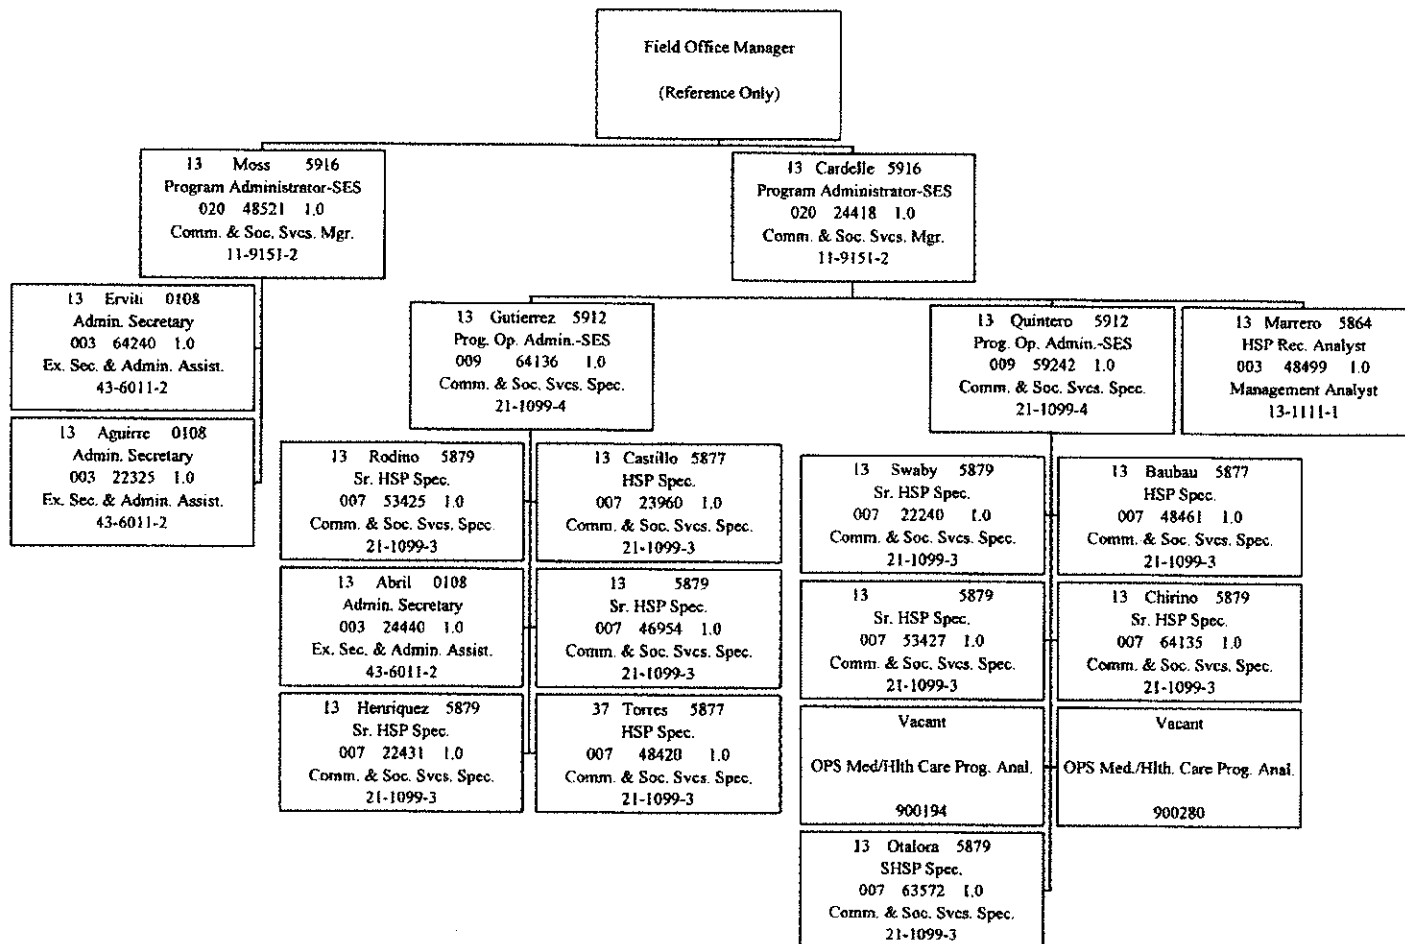 Field Office Manager
(Reference Only)
13 Moss 5916
Program Administrator-SES
020 48521 1.0
Comm. & Soc. Svcs. Mgr.
11-9151-2
13 Cardelle 5916
Program Administrator-SES
020 24418 1.0
Comm. & Soc. Svcs. Mgr.
11-9151-2
13 Erviti 0108
Admin. Secretary
003 64240 1.0
Ex. Sec. & Admin. Assist.
43-6011-2
13 Aguirre 0108
Admin. Secretary
003 22325 1.0
Ex. Sec. & Admin. Assist.
43-6011-2
13 Gutierrez 5912
Prog. Op. Admin.-SES
009 64136 1.0
Comm. & Soc. Svcs. Spec.
21-1099-4
13 Quintero 5912
Prog. Op. Admin.-SES
009 59242 1.0
Comm. & Soc. Svcs. Spec.
21-1099-4
13 Marrero 5864
HSP Rec. Analyst
003 48499 1.0
Management Analyst
13-1111-1
13 Rodino 5879
Sr. HSP Spec.
007 53425 1.0
Comm. & Soc. Svcs. Spec.
21-1099-3
13 Castillo 5877
HSP Spec.
007 23960 1.0
Comm. & Soc. Svcs. Spec.
21-1099-3
13 Abril 0108
Admin. Secretary
003 24440 1.0
Ex. Sec. & Admin. Assist.
43-6011-2
13 5879
Sr. HSP Spec.
007 46954 1.0
Comm. & Soc. Svcs. Spec.
21-1099-3
13 Henriquez 5879
Sr. HSP Spec.
007 22431 1.0
Comm. & Soc. Svcs. Spec.
21-1099-3
37 Torres 5877
HSP Spec.
007 48420 1.0
Comm. & Soc. Svcs. Spec.
21-1099-3
13 Swaby 5879
Sr. HSP Spec.
007 22240 1.0
Comm. & Soc. Svcs. Spec.
21-1099-3
13 Baubau 5877
HSP Spec.
007 48461 1.0
Comm. & Soc. Svcs. Spec.
21-1099-3
13 5879
Sr. HSP Spec.
007 53427 1.0
Comm. & Soc. Svcs. Spec.
21-1099-3
13 Chirino 5879
Sr. HSP Spec.
007 64135 1.0
Comm. & Soc. Svcs. Spec.
21-1099-3
Vacant
OPS Med/Hlth Care Prog. Anal.
900194
Vacant
OPS Med./Hlth. Care Prog. Anal.
900280
13 Otalora 5879
SHSP Spec.
007 63572 1.0
Comm. & Soc. Svcs. Spec.
21-1099-3